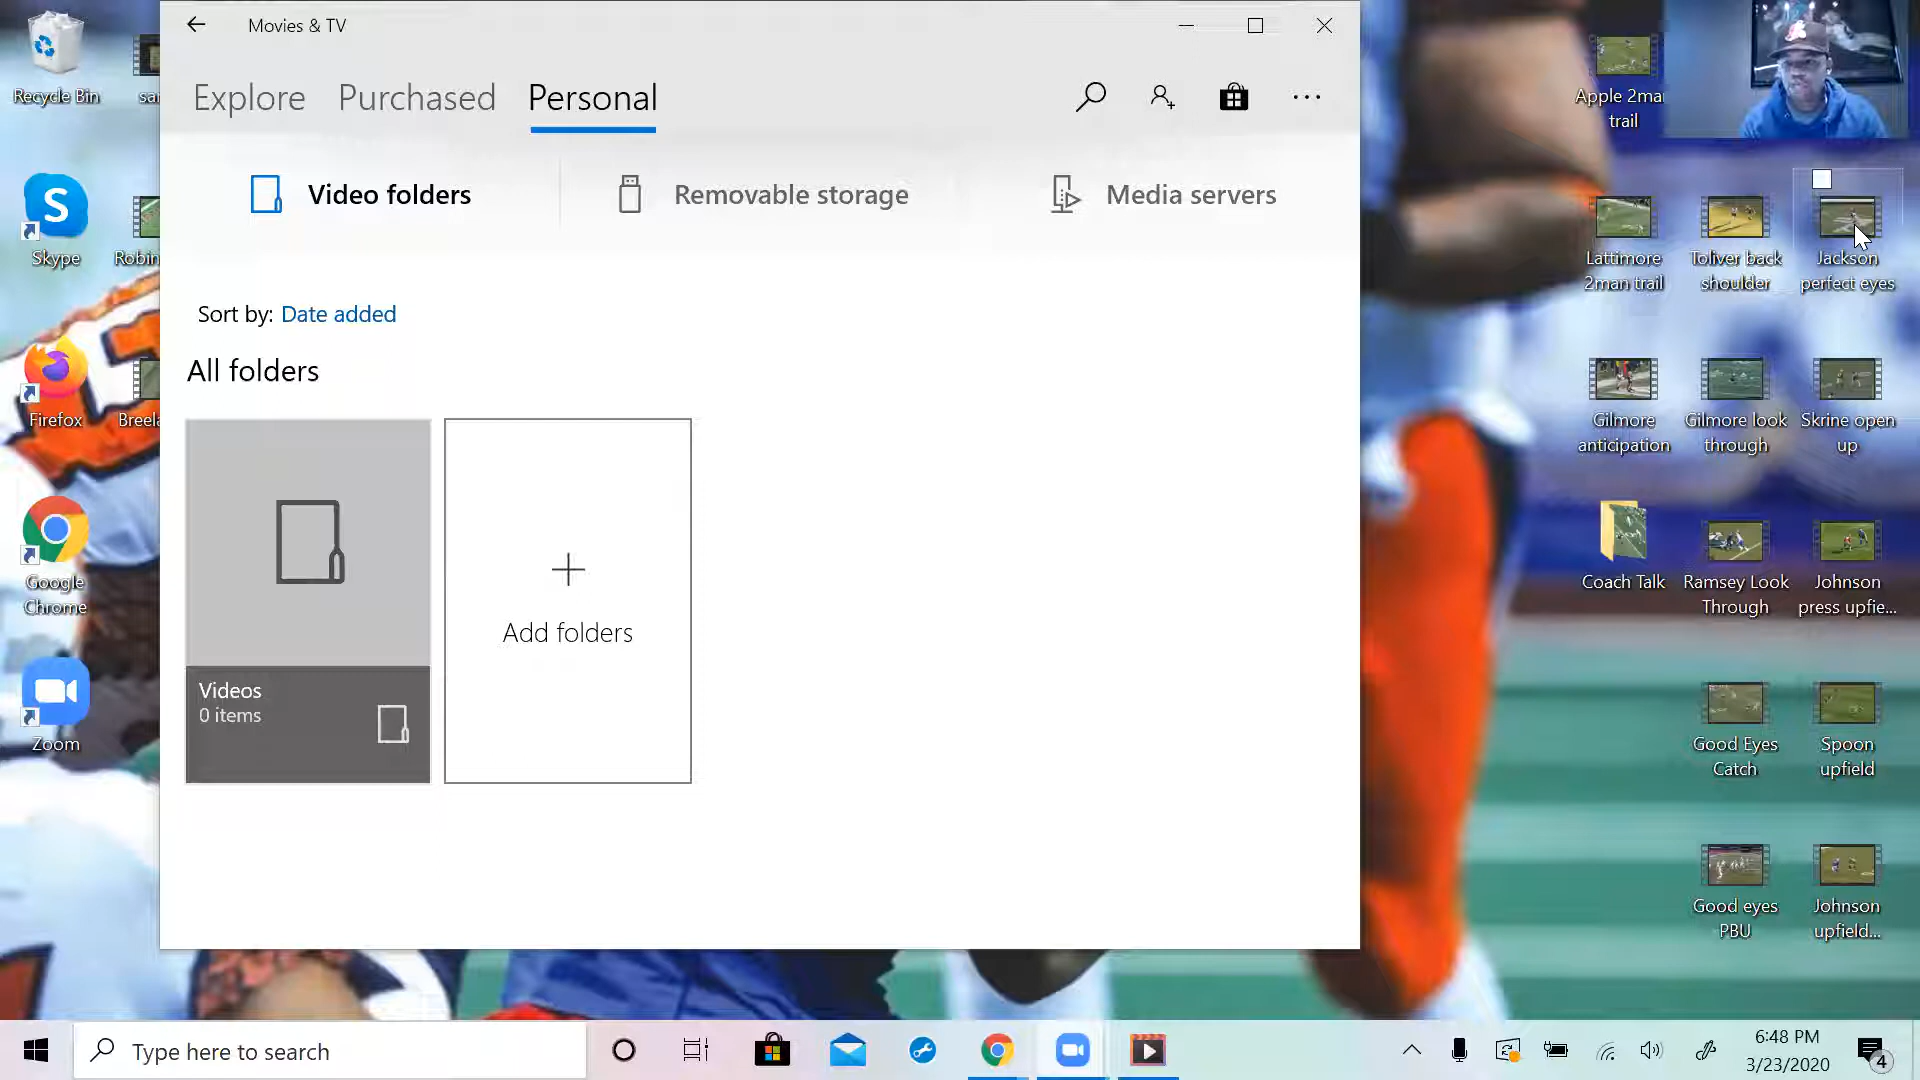 Movies & TV
Explore Purchased Personal
Video folders
Removable storage
Media servers
Sort by: Date added
All folders
Videos
0 items
Add folders
Recycle Bin
Skype
Firefox
Google
Chrome
Zoom
Robin
Breela
trail
Lattimore
2man trail
Toliver back
shoulder
Jackson
perfect eyes
Gilmore
anticipation
Gilmore look
through
Skrine open
up
Coach Talk
Ramsey Look
Through
Johnson
press upfie...
Good Eyes
Catch
Spoon
upfield
Good eyes
PBU
Johnson
upfield...
Type here to search
6:48 PM
3/23/2020
4